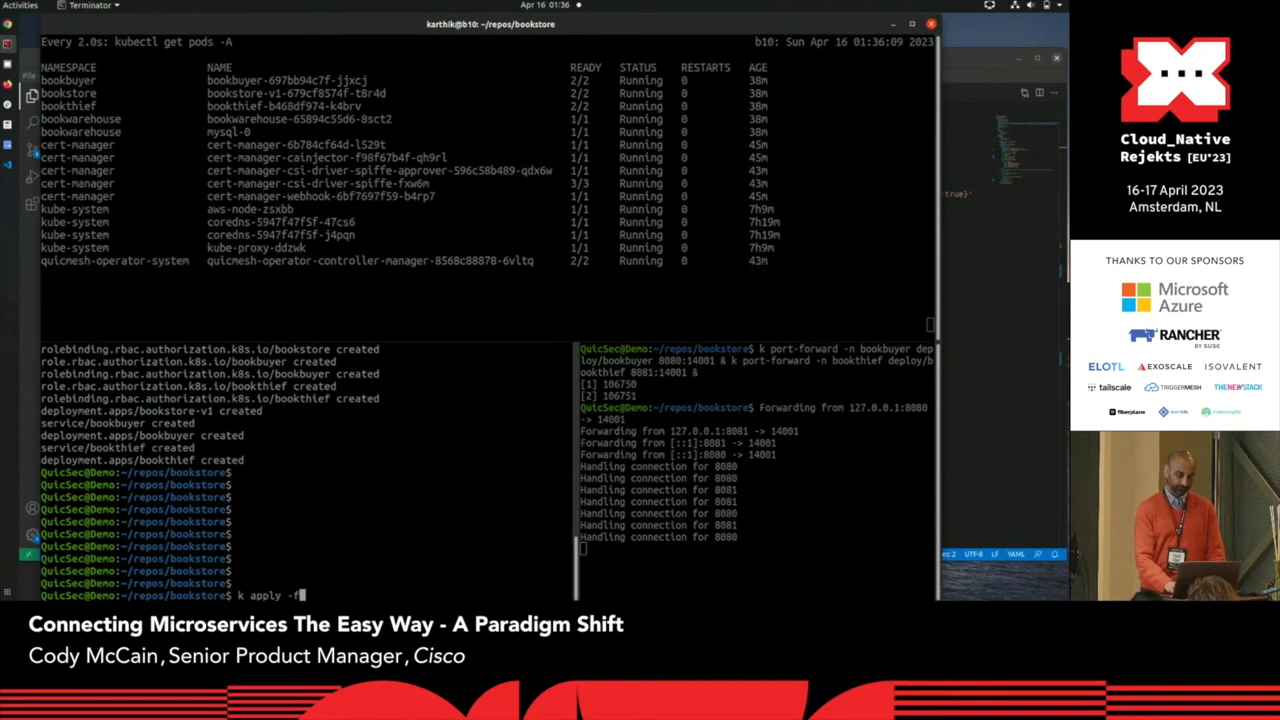 Activities
Terminator
Apr 16 01:36
karthik@b10: ~/repos/bookstore
Every 2.0s: kubectl get pods -A
b10: Sun Apr 16 01:36:09 2023
NAMESPACE NAME READY STATUS RESTARTS AGE
bookbuyer bookbuyer-697bb94c7f-jjxcj 2/2 Running 0 38m
bookstore bookstore-v1-679cf8574f-t8r4d 2/2 Running 0 38m
bookthief bookthief-b468df974-k4brv 2/2 Running 0 38m
bookwarehouse bookwarehouse-65894c55d6-8sct2 1/1 Running 0 38m
bookwarehouse mysql-0 1/1 Running 0 38m
cert-manager cert-manager-6b784cf64d-l529t 1/1 Running 0 45m
cert-manager cert-manager-cainjector-f98f67b4f-qh9rl 1/1 Running 0 45m
cert-manager cert-manager-csi-driver-spiffe-approver-596c58b489-qdx6w 1/1 Running 0 43m
cert-manager cert-manager-csi-driver-spiffe-fxw6m 3/3 Running 0 43m
cert-manager cert-manager-webhook-6bf7697f59-b4rp7 1/1 Running 0 45m
kube-system aws-node-zsxbb 1/1 Running 0 7h9m
kube-system coredns-5947f47f5f-47cs6 1/1 Running 0 7h19m
kube-system coredns-5947f47f5f-j4pqn 1/1 Running 0 7h19m
kube-system kube-proxy-ddzwk 1/1 Running 0 7h9m
quicmesh-operator-system quicmesh-operator-controller-manager-8568c88878-6vltq 2/2 Running 0 43m
rolebinding.rbac.authorization.k8s.io/bookstore created
role.rbac.authorization.k8s.io/bookbuyer created
rolebinding.rbac.authorization.k8s.io/bookbuyer created
role.rbac.authorization.k8s.io/bookthief created
rolebinding.rbac.authorization.k8s.io/bookthief created
deployment.apps/bookstore-v1 created
service/bookbuyer created
deployment.apps/bookbuyer created
service/bookthief created
deployment.apps/bookthief created
QuicSec@Demo:~/repos/bookstore$
QuicSec@Demo:~/repos/bookstore$
QuicSec@Demo:~/repos/bookstore$
QuicSec@Demo:~/repos/bookstore$
QuicSec@Demo:~/repos/bookstore$
QuicSec@Demo:~/repos/bookstore$
QuicSec@Demo:~/repos/bookstore$
QuicSec@Demo:~/repos/bookstore$
QuicSec@Demo:~/repos/bookstore$
QuicSec@Demo:~/repos/bookstore$
QuicSec@Demo:~/repos/bookstore$ k apply -f
QuicSec@Demo:~/repos/bookstore$ k port-forward -n bookbuyer dep
loy/bookbuyer 8080:14001 & k port-forward -n bookthief deploy/b
ookthief 8081:14001 &
[1] 106750
[2] 106751
QuicSec@Demo:~/repos/bookstore$ Forwarding from 127.0.0.1:8080
-> 14001
Forwarding from 127.0.0.1:8081 -> 14001
Forwarding from [::1]:8081 -> 14001
Forwarding from [::1]:8080 -> 14001
Handling connection for 8080
Handling connection for 8080
Handling connection for 8081
Handling connection for 8081
Handling connection for 8080
Handling connection for 8081
Handling connection for 8080
File
:true}'
es: 2 UTF-8 LF YAML
Cloud_Native
Rejekts [EU'23]
16-17 April 2023
Amsterdam, NL
THANKS TO OUR SPONSORS
Microsoft
Azure
RANCHER
BY SUSE
ELOTL EXOSCALE ISOVALENT
tailscale TRIGGERMESH THENEWSTACK
fiberplane
Connecting Microservices The Easy Way - A Paradigm Shift
Cody McCain, Senior Product Manager, Cisco